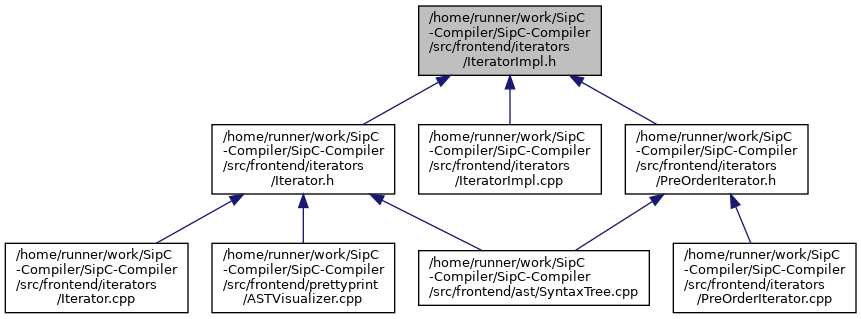 /home/runner/work/SipC
-Compiler/SipC-Compiler
/src/frontend/iterators
/IteratorImpl.h
/home/runner/work/SipC
-Compiler/SipC-Compiler
/src/frontend/iterators
/Iterator.h
/home/runner/work/SipC
-Compiler/SipC-Compiler
/src/frontend/iterators
/IteratorImpl.cpp
/home/runner/work/SipC
-Compiler/SipC-Compiler
/src/frontend/iterators
/PreOrderIterator.h
/home/runner/work/SipC
-Compiler/SipC-Compiler
/src/frontend/iterators
/Iterator.cpp
/home/runner/work/SipC
-Compiler/SipC-Compiler
/src/frontend/prettyprint
/ASTVisualizer.cpp
/home/runner/work/SipC
-Compiler/SipC-Compiler
/src/frontend/ast/SyntaxTree.cpp
/home/runner/work/SipC
-Compiler/SipC-Compiler
/src/frontend/iterators
/PreOrderIterator.cpp